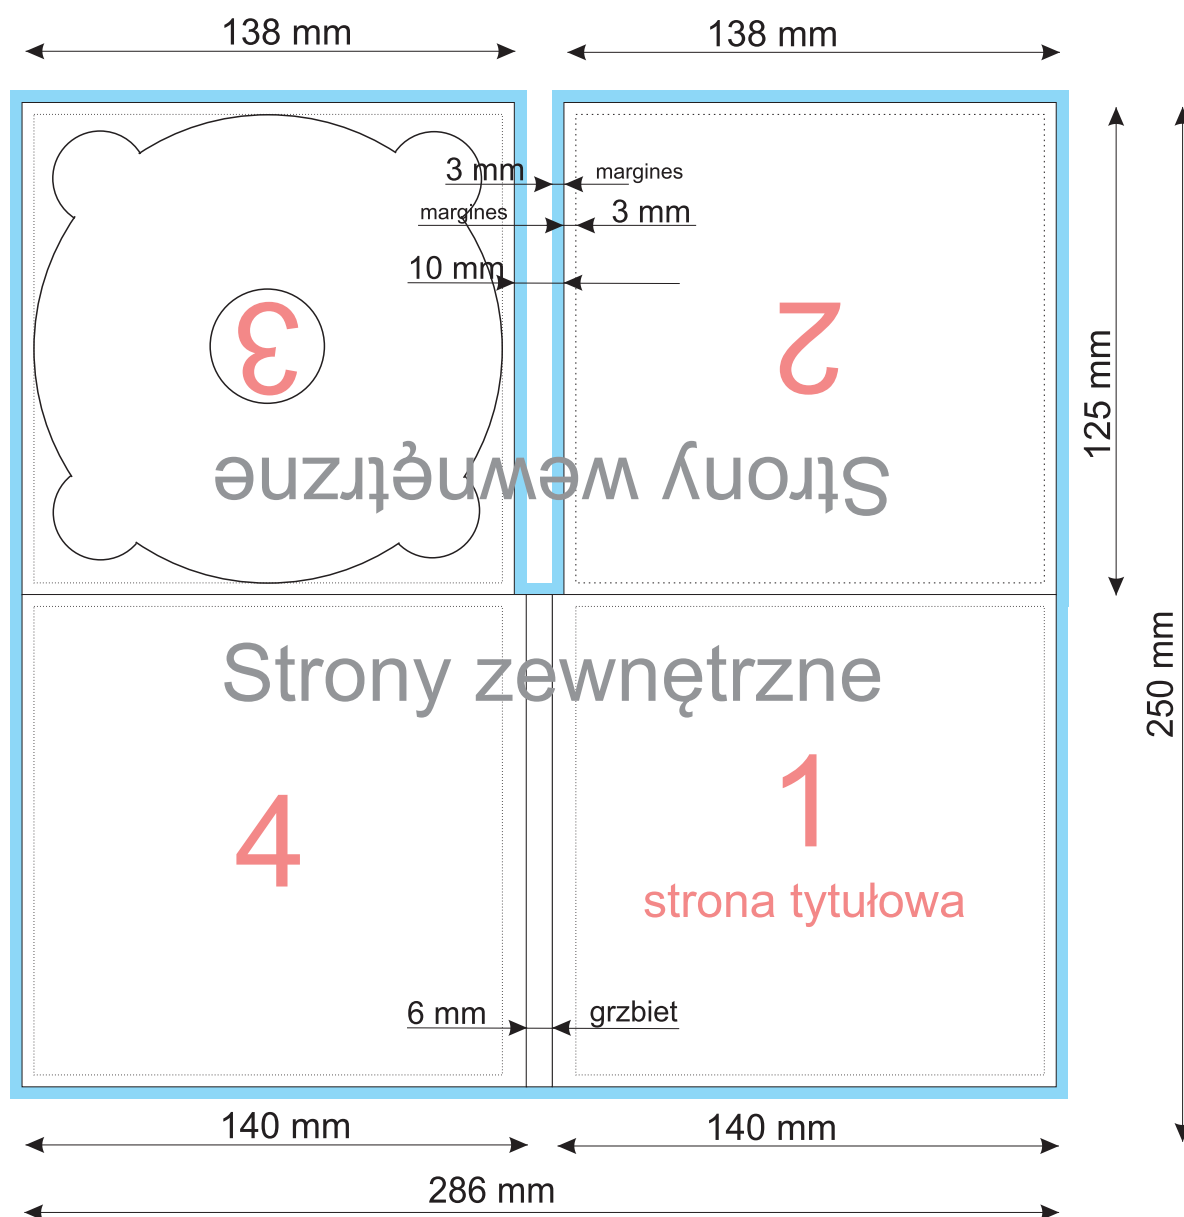 138 mm
138 mm
3 mm
margines
margines
3 mm
10 mm
3
2
125 mm
Strony wewnętrzne
250 mm
Strony zewnętrzne
4
1
strona tytułowa
6 mm
grzbiet
140 mm
140 mm
286 mm